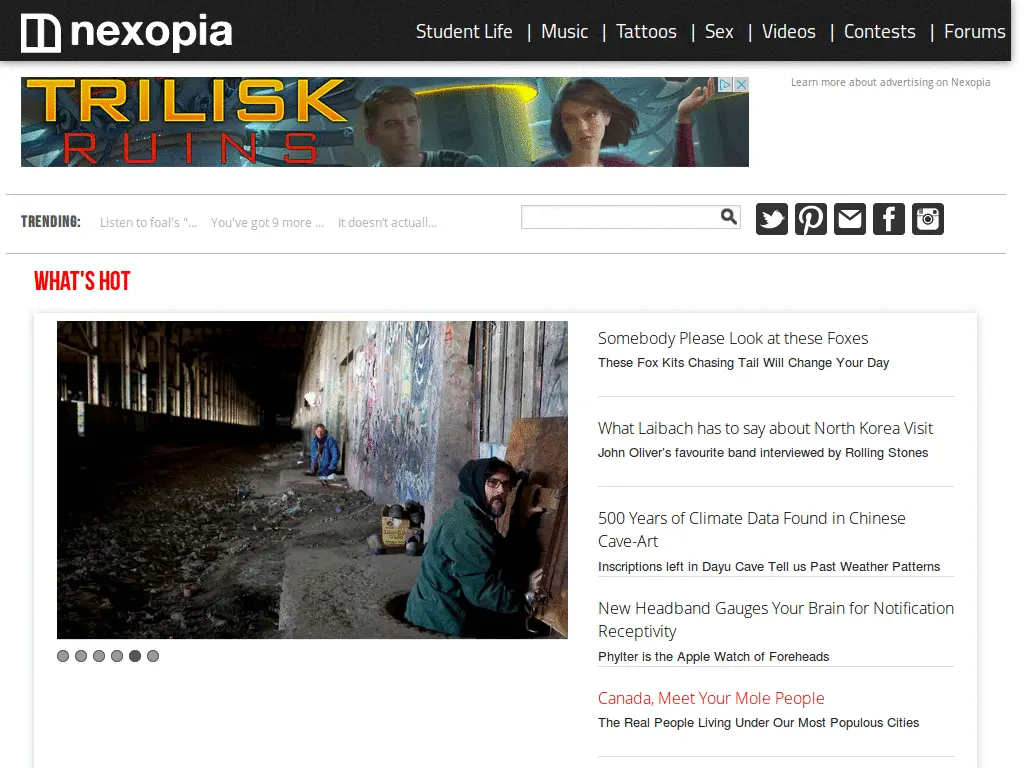 nexopia
Student Life | Music | Tattoos | Sex | Videos | Contests | Forums
TRILISK
RUINS
Learn more about advertising on Nexopia
TRENDING: Listen to foal's "... You've got 9 more ... it doesn't actuall...
WHAT'S HOT
Somebody Please Look at these Foxes
These Fox Kits Chasing Tail Will Change Your Day
What Laibach has to say about North Korea Visit
John Oliver's favourite band interviewed by Rolling Stones
500 Years of Climate Data Found in Chinese
Cave-Art
Inscriptions left in Dayu Cave Tell us Past Weather Patterns
New Headband Gauges Your Brain for Notification
Receptivity
Phylter is the Apple Watch of Foreheads
Canada, Meet Your Mole People
The Real People Living Under Our Most Populous Cities